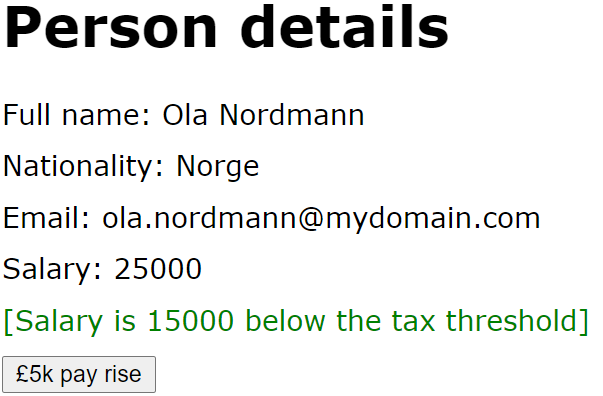 Person details
Full name: Ola Nordmann
Nationality: Norge
Email: ola.nordmann@mydomain.com
Salary: 25000
[Salary is 15000 below the tax threshold]
£5k pay rise